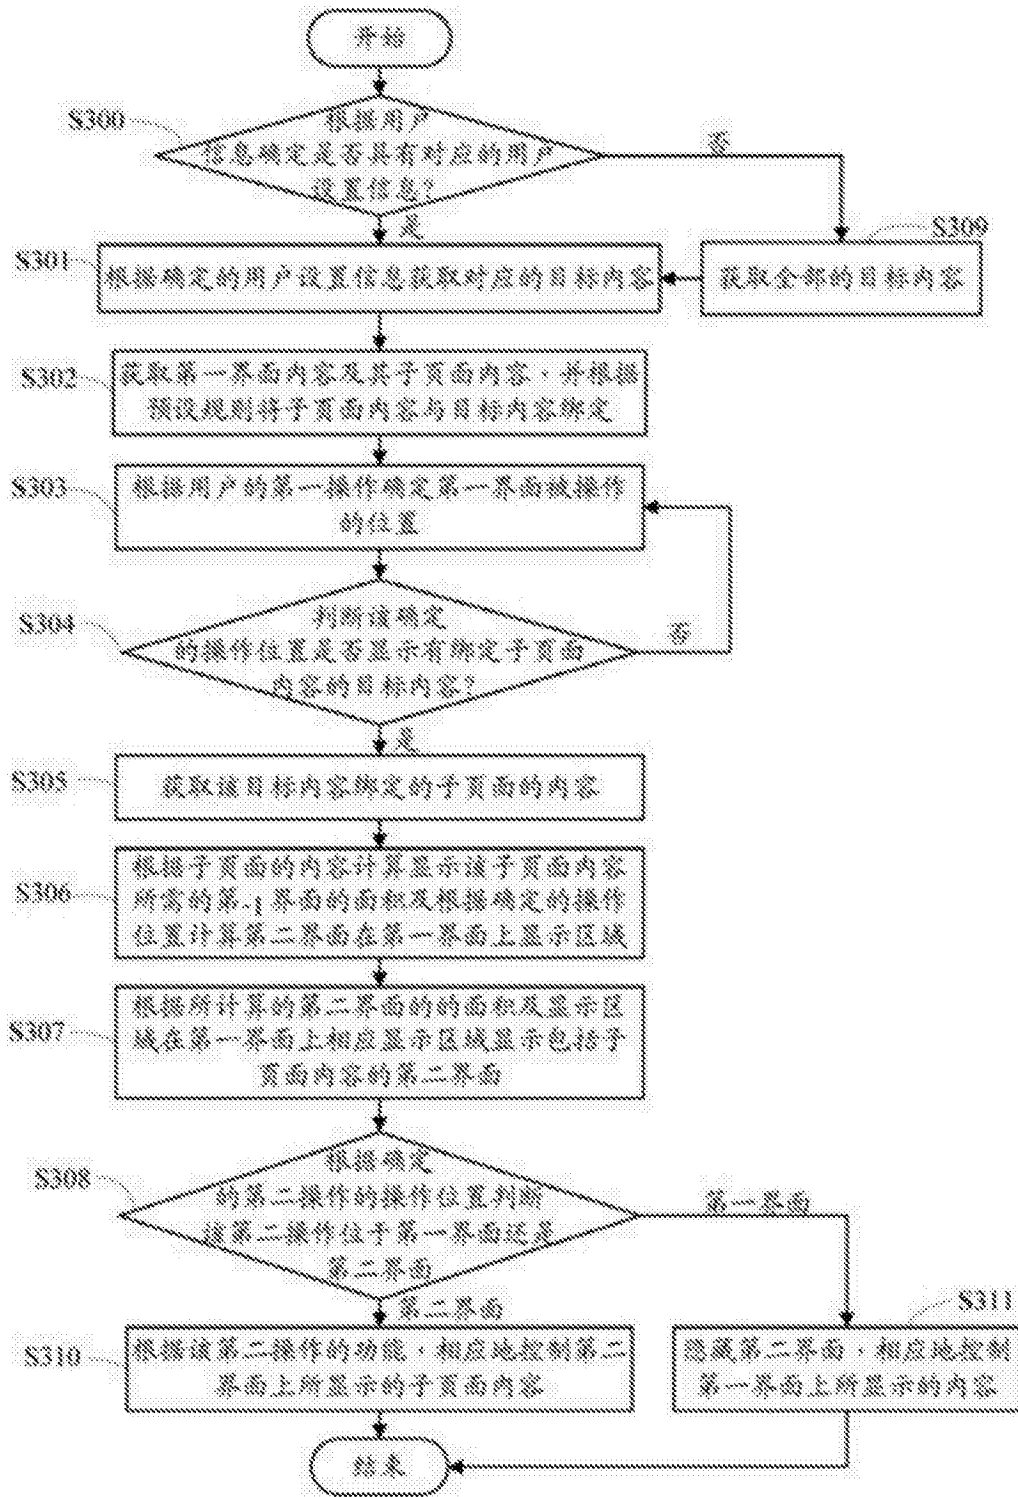 开始
S300
根据用户
信息确定是否具有对应的用户
设置信息?
否
是
S309
获取全部的目标内容
S301
根据确定的用户设置信息获取对应的目标内容
S302
获取第一界面内容及其子页面内容,并根据
预设规则将子页面内容与目标内容绑定
S303
根据用户的第一操作确定第一界面被操作
的位置
S304
判断该确定
的操作位置是否显示有绑定子页面
内容的目标内容?
否
是
S305
获取该目标内容绑定的子页面的内容
S306
根据子页面的内容计算显示该子页面内容
所需的第 界面的面积及根据确定的操作
位置计算第二界面在第一界面上显示区域
S307
根据所计算的第二界面的的面积及显示区
域在第一界面上相应显示区域显示包括子
页面内容的第二界面
S308
根据确定
的第二操作的操作位置判断
该第二操作位于第一界面还是
第二界面
第一界面
第二界面
S310
根据该第二操作的功能,相应地控制第二
界面上所显示的子页面内容
S311
隐藏第二界面,相应地控制
第一界面上所显示的内容
结束